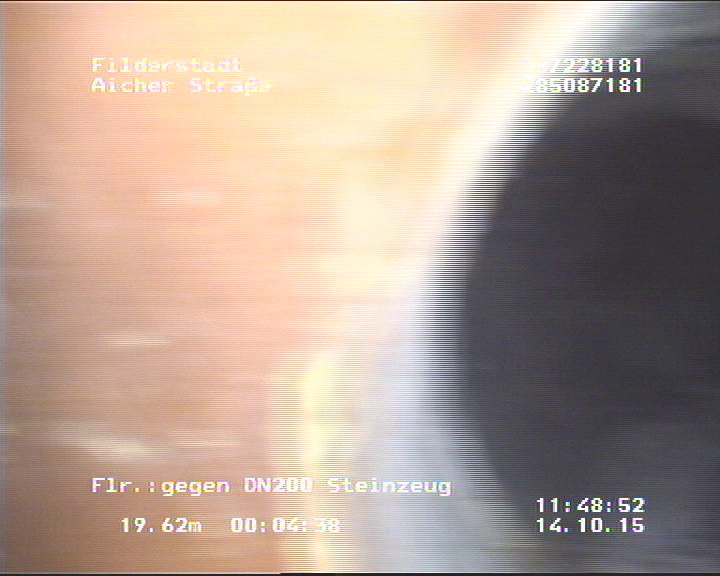 Filderstadt
Aicher Straße
285087181
Flr.:gegen DN200 Steinzeug
11:48:52
19.62m 00:04:38
14.10.15